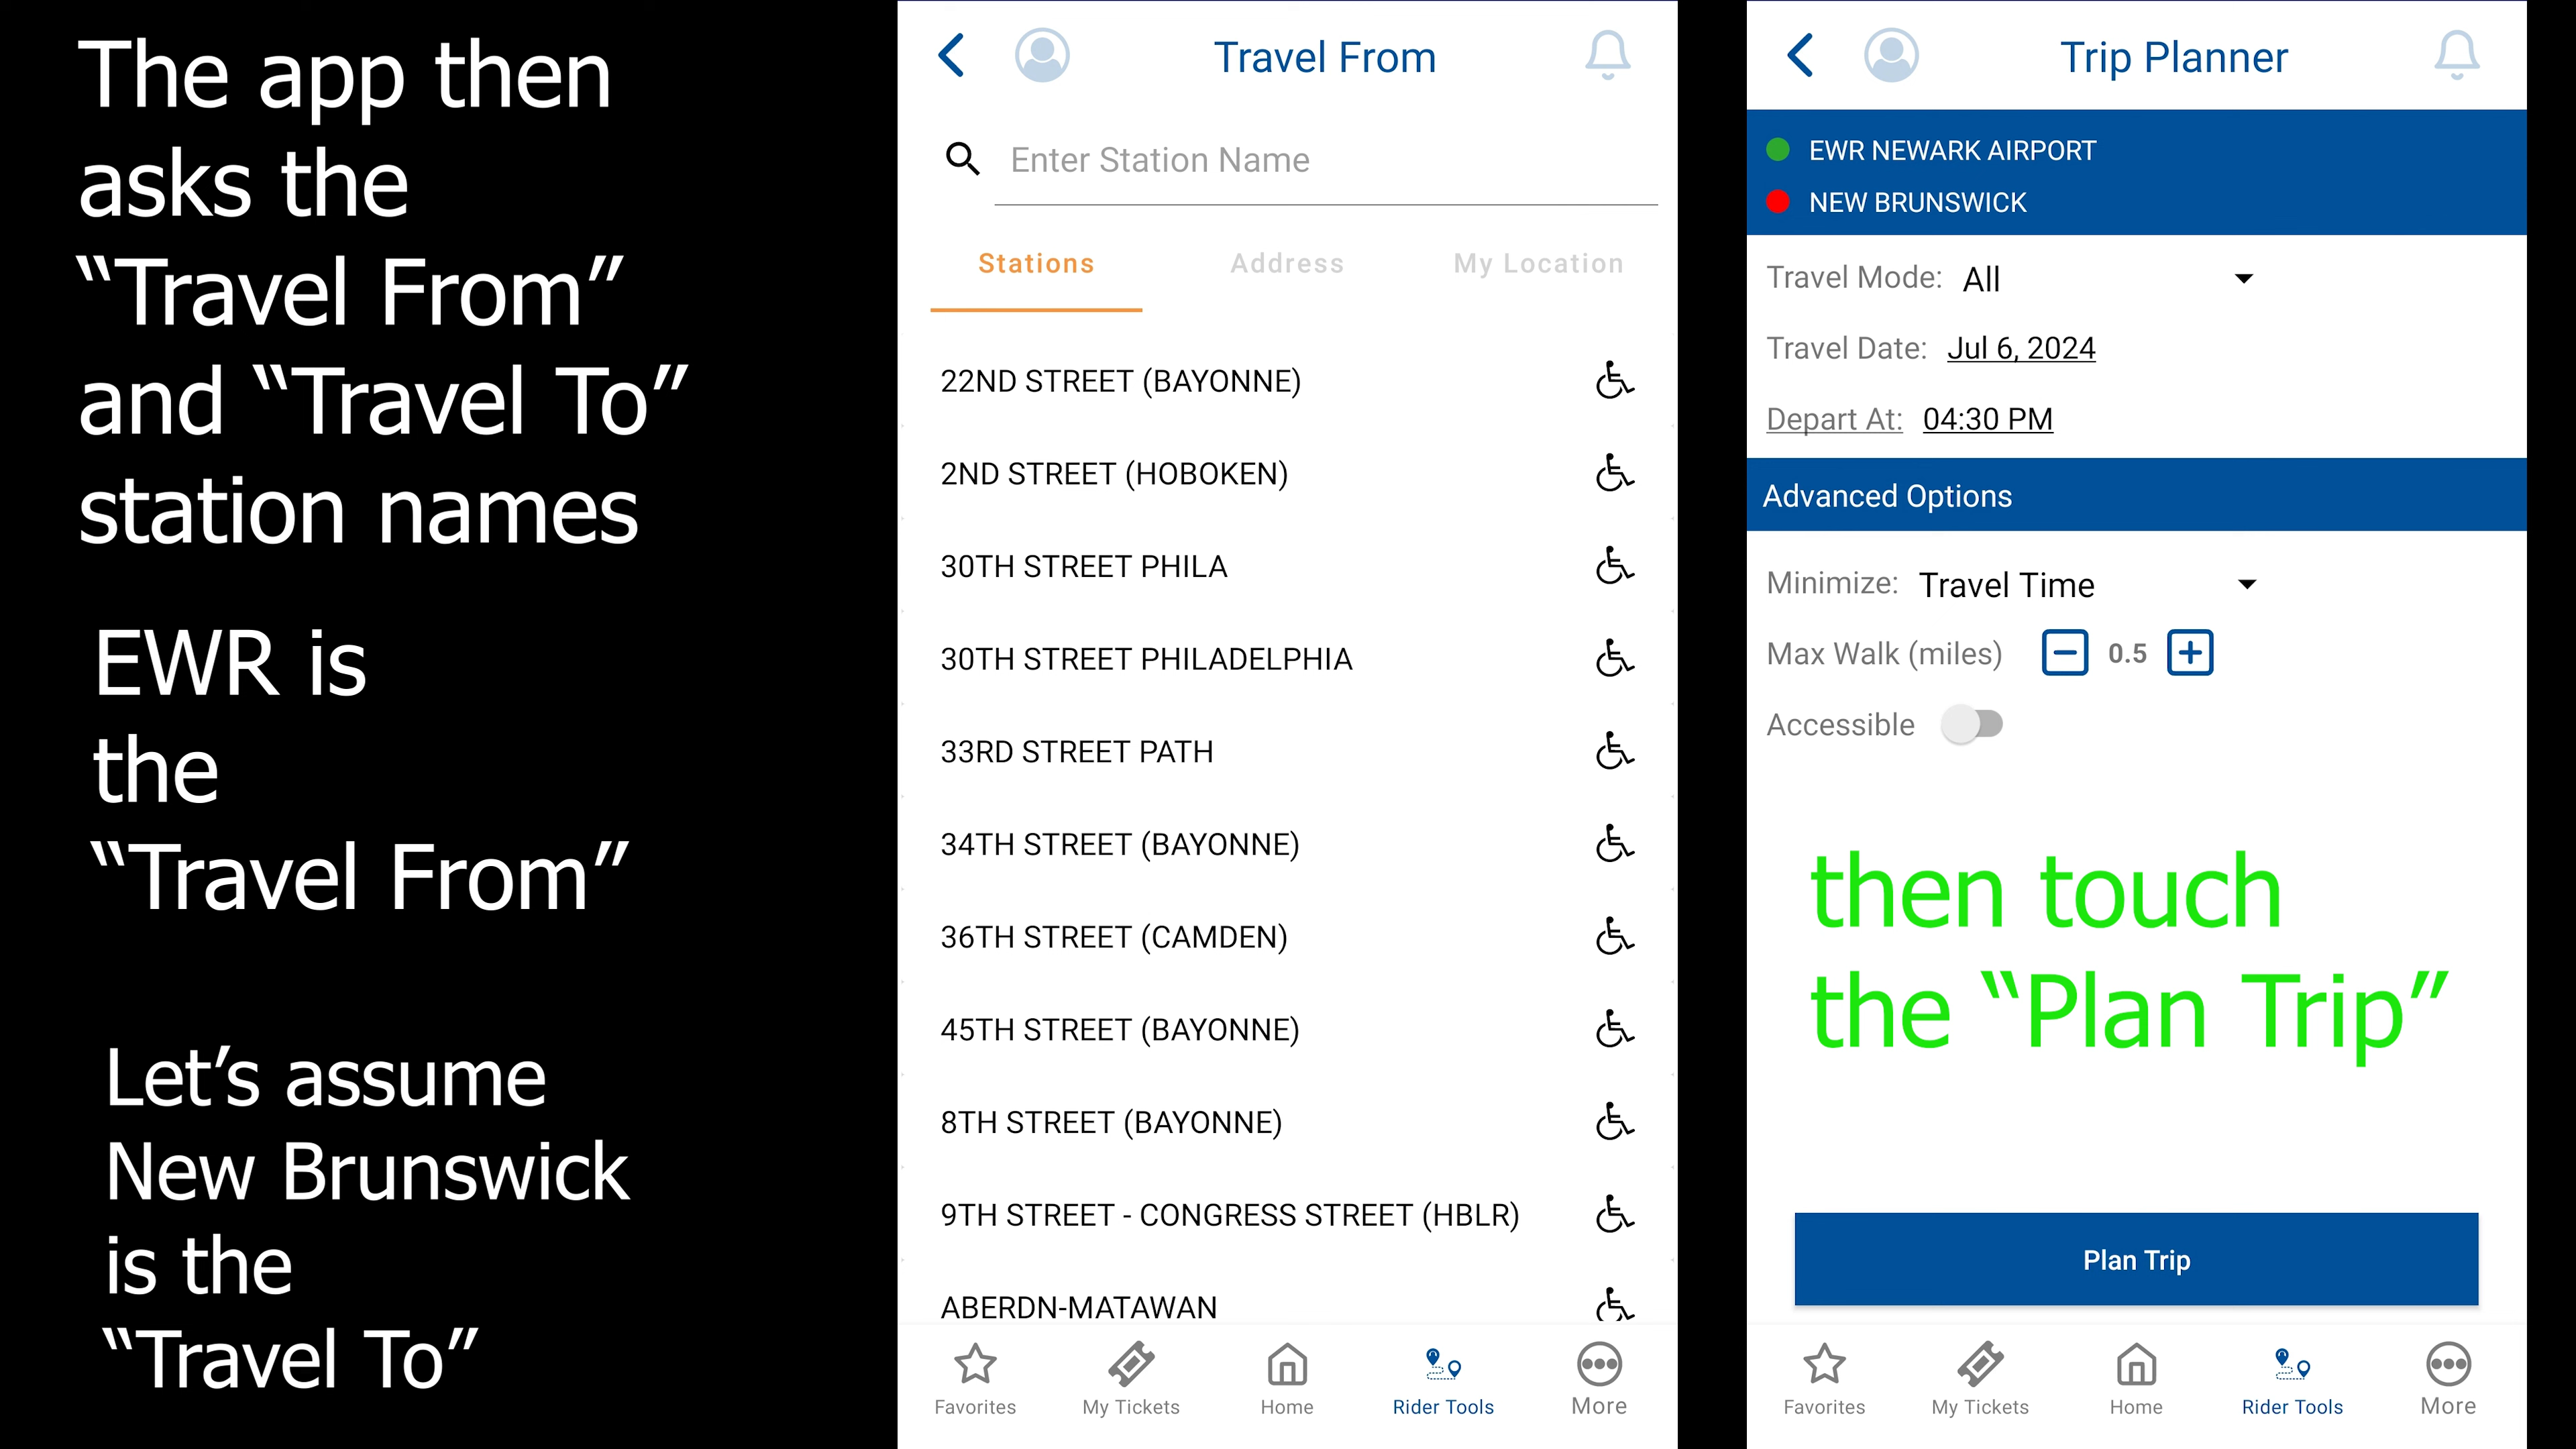 The app then
asks the
“Travel From”
and “Travel To”
station names
EWR is
the
“Travel From”
Let’s assume
New Brunswick
is the
“Travel To”
Travel From
Enter Station Name
Stations Address My Location
22ND STREET (BAYONNE)
2ND STREET (HOBOKEN)
30TH STREET PHILA
30TH STREET PHILADELPHIA
33RD STREET PATH
34TH STREET (BAYONNE)
36TH STREET (CAMDEN)
45TH STREET (BAYONNE)
8TH STREET (BAYONNE)
9TH STREET - CONGRESS STREET (HBLR)
ABERDN-MATAWAN
Favorites My Tickets Home Rider Tools More
Trip Planner
EWR NEWARK AIRPORT
NEW BRUNSWICK
Travel Mode: All
Travel Date: Jul 6, 2024
Depart At: 04:30 PM
Advanced Options
Minimize: Travel Time
Max Walk (miles) 0.5
Accessible
then touch
the “Plan Trip”
Plan Trip
Favorites My Tickets Home Rider Tools More